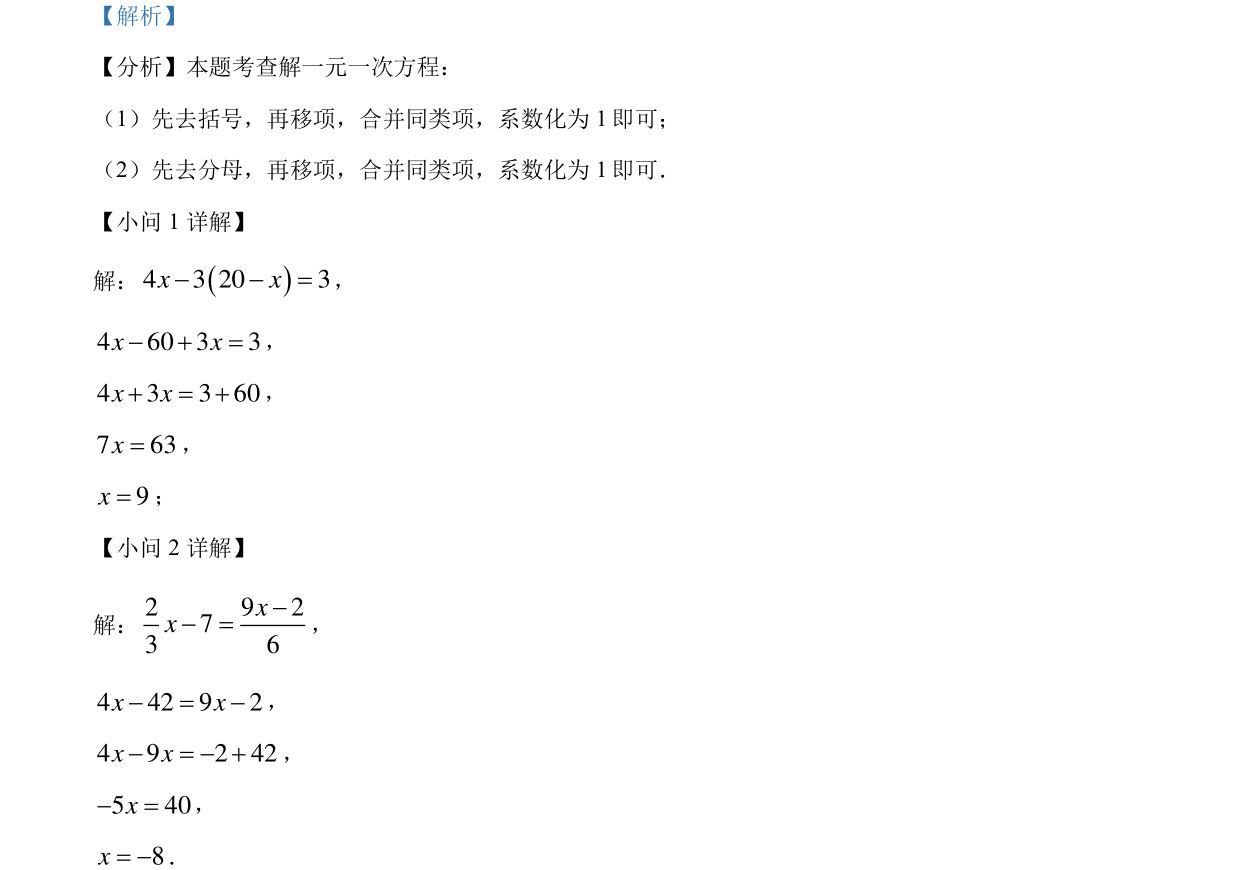 【解析】
【分析】本题考查解一元一次方程：
（1）先去括号，再移项，合并同类项，系数化为 1 即可；
（2）先去分母，再移项，合并同类项，系数化为 1 即可．
【小问 1 详解】
解：4x−3(20−x)=3，
4x−60+3x=3，
4x+3x=3+60，
7x=63，
x=9；
【小问 2 详解】
解：2/3 x−7=(9x−2)/6，
4x−42=9x−2，
4x−9x=−2+42，
−5x=40，
x=−8．